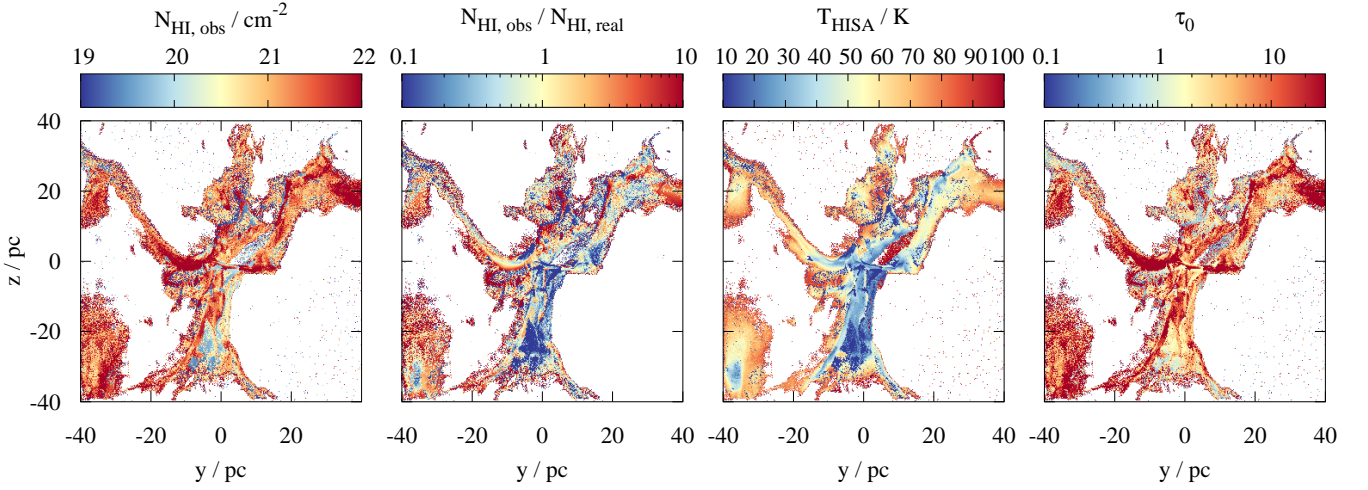 N_HI, obs / cm^-2 N_HI, obs / N_HI, real T_HISA / K τ_0
19 20 21 22 0.1 1 10 10 20 30 40 50 60 70 80 90 100 0.1 1 10
40
20
0
-20
-40
z / pc
-40 -20 0 20 -40 -20 0 20 40 -40 -20 0 20 -40 -20 0 20 40
y / pc y / pc y / pc y / pc